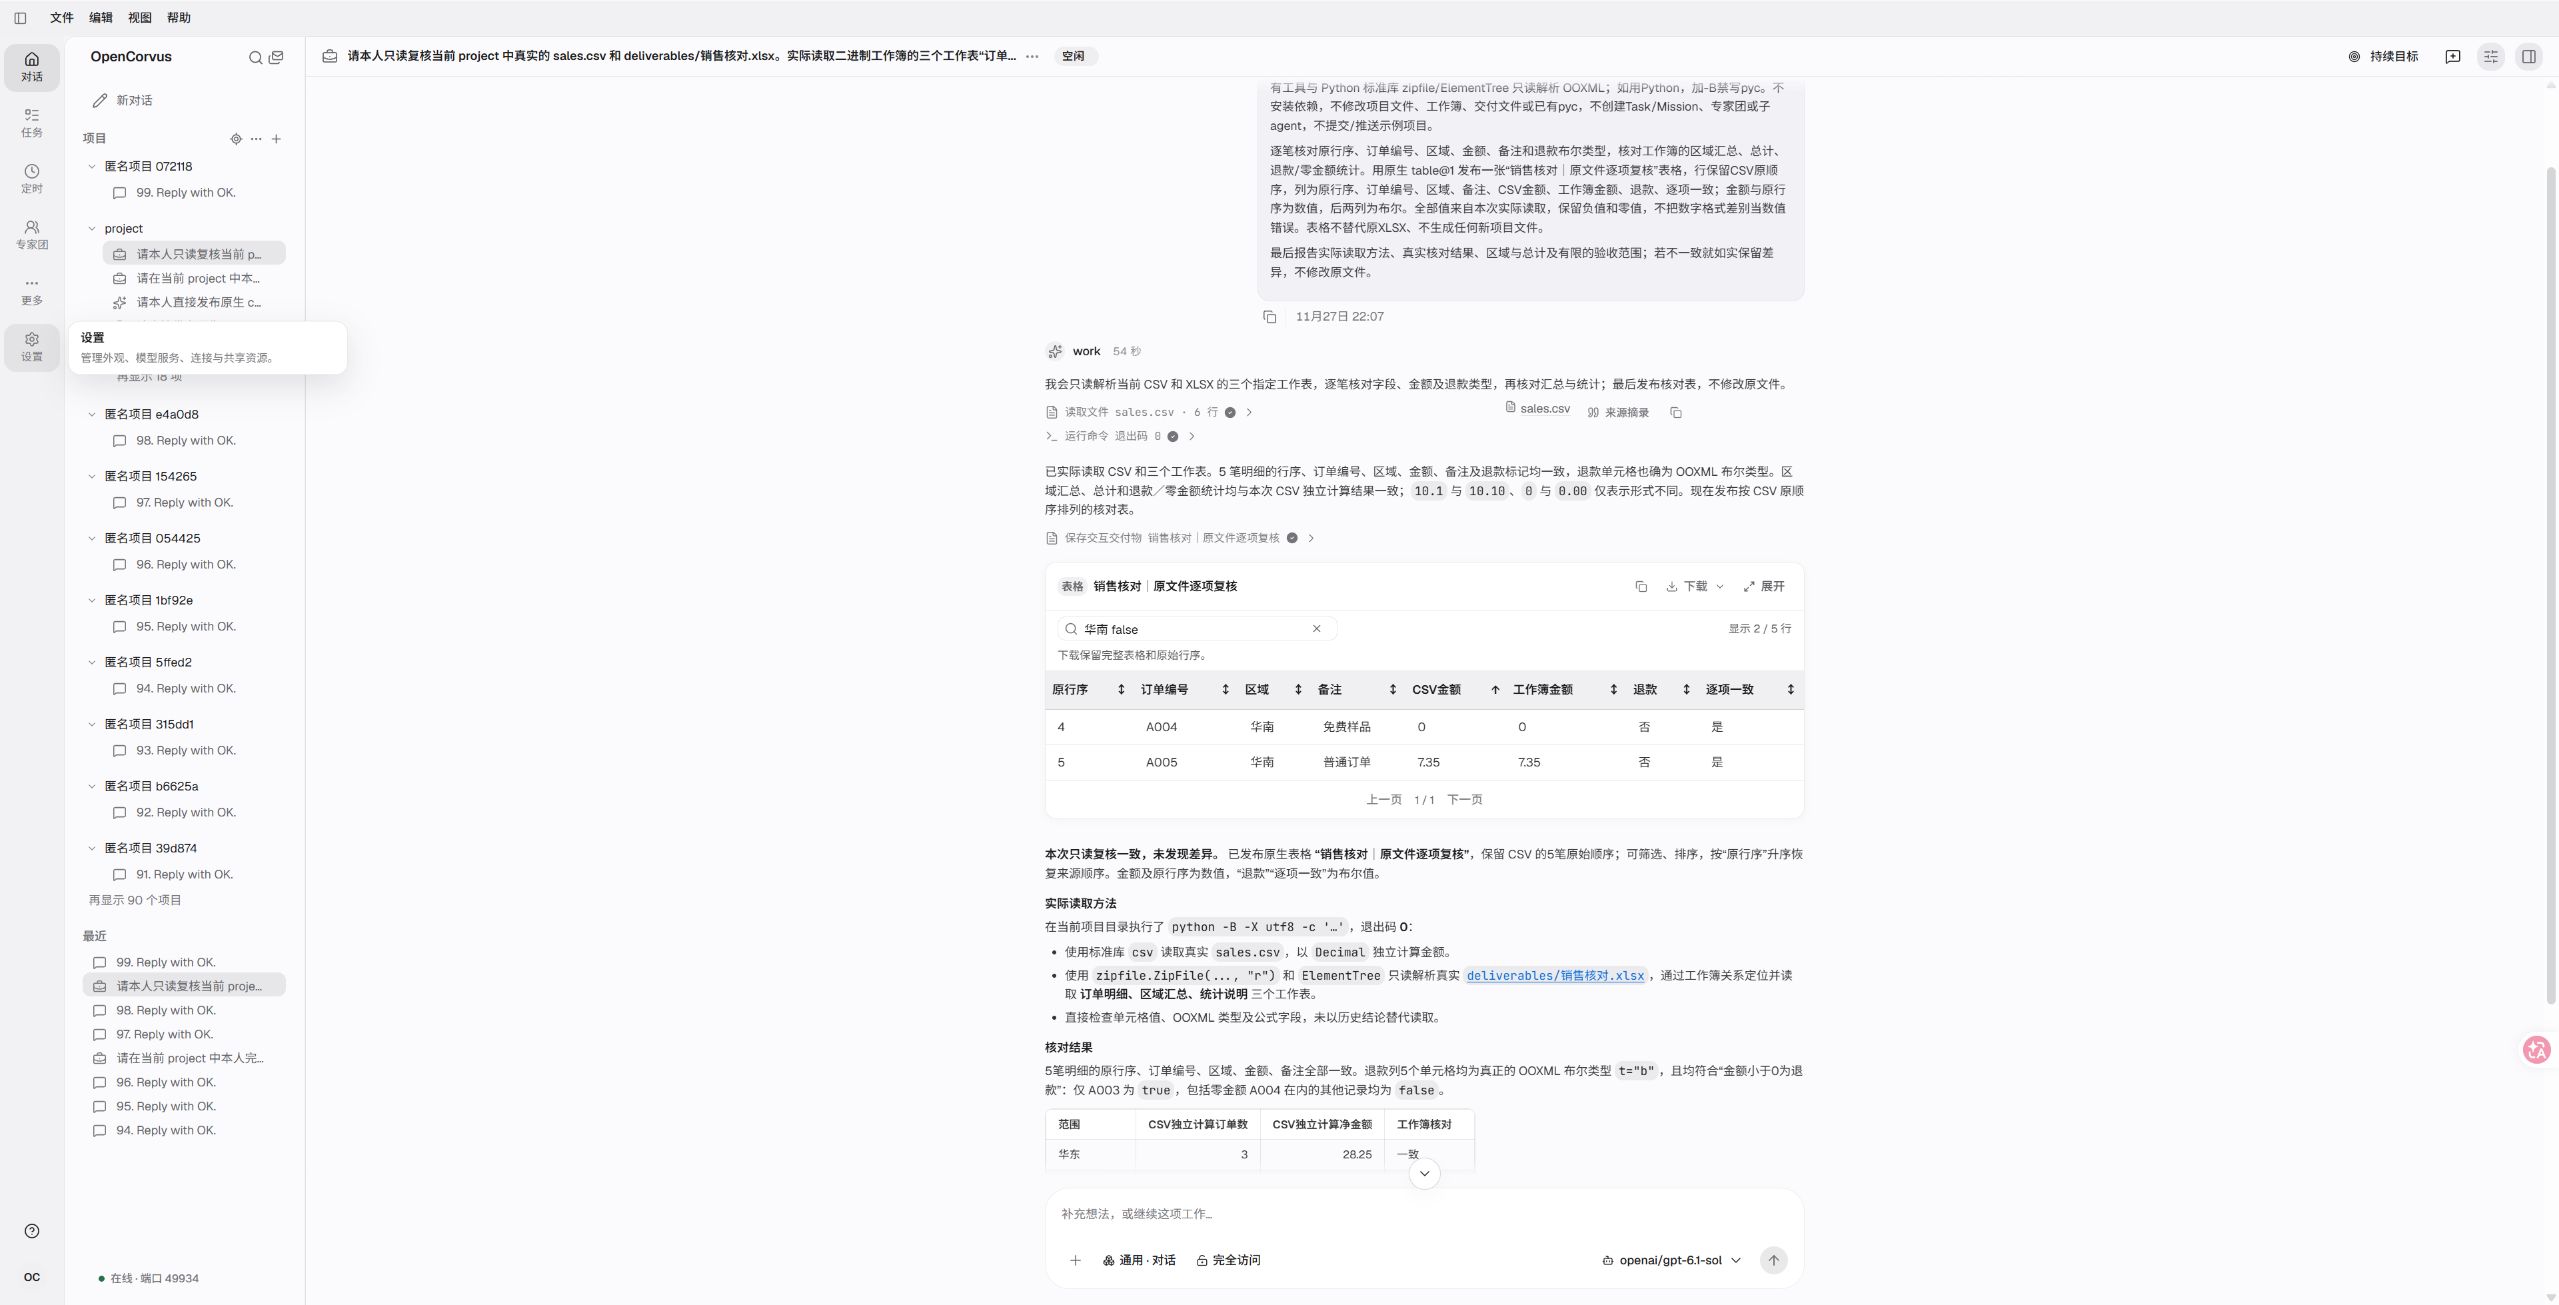 文件 编辑 视图 帮助
对话
任务
定时
专家团
更多
设置
OC
OpenCorvus
新对话
项目
匿名项目 072118
99. Reply with OK.
project
请本人只读复核当前 p...
请在当前 project 中本...
请本人直接发布原生 c...
设置
管理外观、模型服务、连接与共享资源。
再显示 18 项
匿名项目 e4a0d8
98. Reply with OK.
匿名项目 154265
97. Reply with OK.
匿名项目 054425
96. Reply with OK.
匿名项目 1bf92e
95. Reply with OK.
匿名项目 5ffed2
94. Reply with OK.
匿名项目 315dd1
93. Reply with OK.
匿名项目 b6625a
92. Reply with OK.
匿名项目 39d874
91. Reply with OK.
再显示 90 个项目
最近
99. Reply with OK.
请本人只读复核当前 proje...
98. Reply with OK.
97. Reply with OK.
请在当前 project 中本人完...
96. Reply with OK.
95. Reply with OK.
94. Reply with OK.
在线 · 端口 49934
请本人只读复核当前 project 中真实的 sales.csv 和 deliverables/销售核对.xlsx。实际读取二进制工作簿的三个工作表“订单... ··· 空闲
持续目标
有工具与 Python 标准库 zipfile/ElementTree 只读解析 OOXML；如用Python，加-B禁写pyc。不
安装依赖，不修改项目文件、工作簿、交付文件或已有pyc，不创建Task/Mission、专家团或子
agent，不提交/推送示例项目。
逐笔核对原行序、订单编号、区域、金额、备注和退款布尔类型，核对工作簿的区域汇总、总计、
退款/零金额统计。用原生 table@1 发布一张“销售核对｜原文件逐项复核”表格，行保留CSV原顺
序，列为原行序、订单编号、区域、备注、CSV金额、工作簿金额、退款、逐项一致；金额与原行
序为数值，后两列为布尔。全部值来自本次实际读取，保留负值和零值，不把数字格式差别当数值
错误。表格不替代原XLSX、不生成任何新项目文件。
最后报告实际读取方法、真实核对结果、区域与总计及有限的验收范围；若不一致就如实保留差
异，不修改原文件。
11月27日 22:07
work 54 秒
我会只读解析当前 CSV 和 XLSX 的三个指定工作表，逐笔核对字段、金额及退款类型，再核对汇总与统计；最后发布核对表，不修改原文件。
读取文件 sales.csv · 6 行
sales.csv 来源摘录
运行命令 退出码 0
已实际读取 CSV 和三个工作表。5 笔明细的行序、订单编号、区域、金额、备注及退款标记均一致，退款单元格也确为 OOXML 布尔类型。区
域汇总、总计和退款／零金额统计均与本次 CSV 独立计算结果一致；10.1 与 10.10、0 与 0.00 仅表示形式不同。现在发布按 CSV 原顺
序排列的核对表。
保存交互交付物 销售核对｜原文件逐项复核
表格 销售核对｜原文件逐项复核 下载 展开
华南 false 显示 2 / 5 行
下载保留完整表格和原始行序。
原行序 订单编号 区域 备注 CSV金额 工作簿金额 退款 逐项一致
4 A004 华南 免费样品 0 0 否 是
5 A005 华南 普通订单 7.35 7.35 否 是
上一页 1 / 1 下一页
本次只读复核一致，未发现差异。 已发布原生表格 “销售核对｜原文件逐项复核”，保留 CSV 的5笔原始顺序；可筛选、排序，按“原行序”升序恢
复来源顺序。金额及原行序为数值，“退款”“逐项一致”为布尔值。
实际读取方法
在当前项目目录执行了 python -B -X utf8 -c '…'，退出码 0：
• 使用标准库 csv 读取真实 sales.csv，以 Decimal 独立计算金额。
• 使用 zipfile.ZipFile(..., "r") 和 ElementTree 只读解析真实 deliverables/销售核对.xlsx，通过工作簿关系定位并读
取 订单明细、区域汇总、统计说明 三个工作表。
• 直接检查单元格值、OOXML 类型及公式字段，未以历史结论替代读取。
核对结果
5笔明细的原行序、订单编号、区域、金额、备注全部一致。退款列5个单元格均为真正的 OOXML 布尔类型 t="b"，且均符合“金额小于0为退
款”：仅 A003 为 true，包括零金额 A004 在内的其他记录均为 false。
范围 CSV独立计算订单数 CSV独立计算净金额 工作簿核对
华东 3 28.25 一致
补充想法，或继续这项工作...
通用 · 对话 完全访问 openai/gpt-6.1-sol